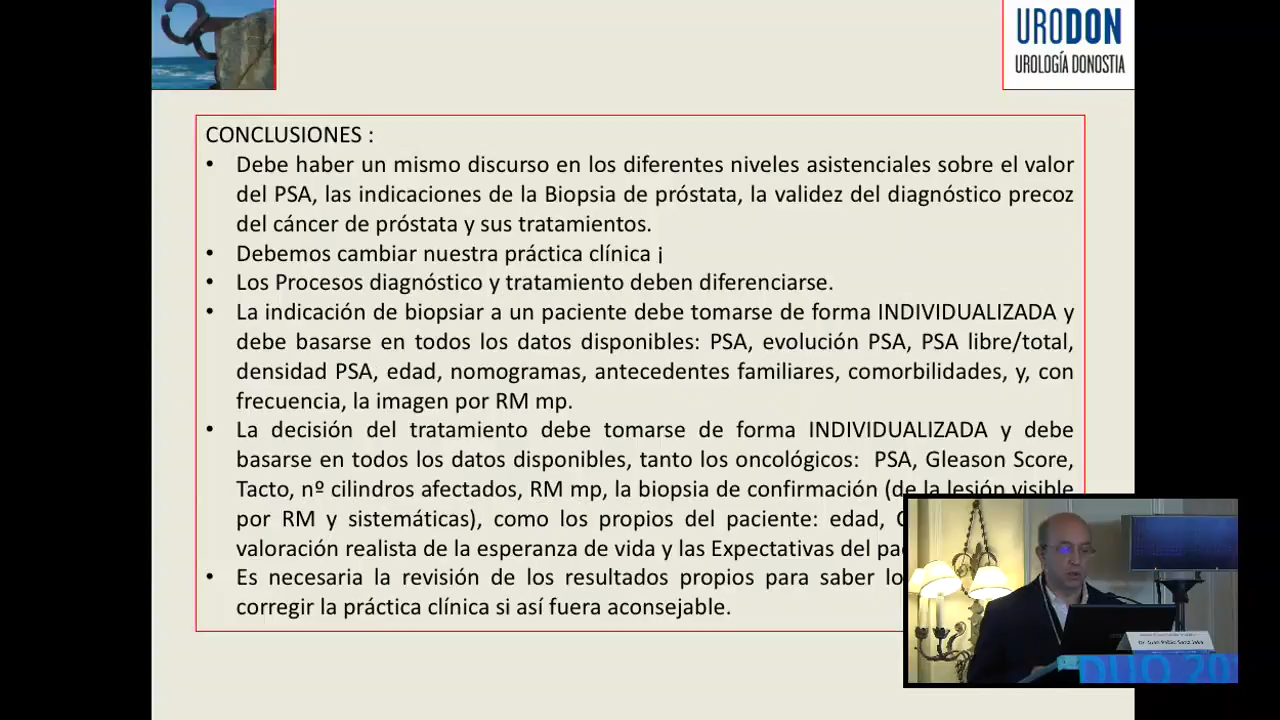 URODON
UROLOGÍA DONOSTIA
CONCLUSIONES :
• Debe haber un mismo discurso en los diferentes niveles asistenciales sobre el valor
del PSA, las indicaciones de la Biopsia de próstata, la validez del diagnóstico precoz
del cáncer de próstata y sus tratamientos.
• Debemos cambiar nuestra práctica clínica ¡
• Los Procesos diagnóstico y tratamiento deben diferenciarse.
• La indicación de biopsiar a un paciente debe tomarse de forma INDIVIDUALIZADA y
debe basarse en todos los datos disponibles: PSA, evolución PSA, PSA libre/total,
densidad PSA, edad, nomogramas, antecedentes familiares, comorbilidades, y, con
frecuencia, la imagen por RM mp.
• La decisión del tratamiento debe tomarse de forma INDIVIDUALIZADA y debe
basarse en todos los datos disponibles, tanto los oncológicos: PSA, Gleason Score,
Tacto, nº cilindros afectados, RM mp, la biopsia de confirmación (de la lesión visible
por RM y sistemáticas), como los propios del paciente: edad,
valoración realista de la esperanza de vida y las Expectativas del
• Es necesaria la revisión de los resultados propios para saber
corregir la práctica clínica si así fuera aconsejable.
DUO 20